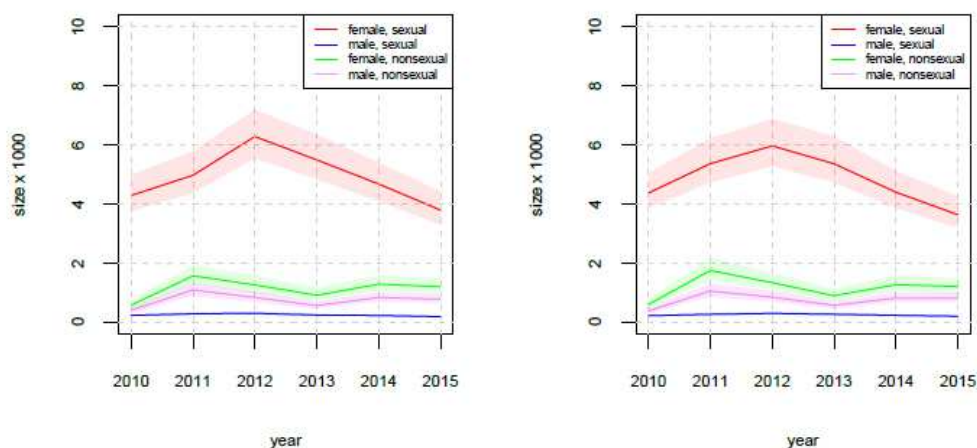 10
8
6
4
2
0
size x 1000
female, sexual
male, sexual
female, nonsexual
male, nonsexual
2010 2011 2012 2013 2014 2015
year
10
8
6
4
2
0
size x 1000
female, sexual
male, sexual
female, nonsexual
male, nonsexual
2010 2011 2012 2013 2014 2015
year